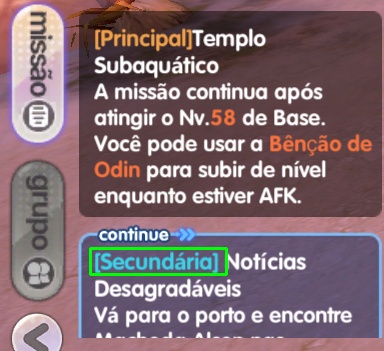 missão
grupo
[Principal]Templo
Subaquático
A missão continua após
atingir o Nv.58 de Base.
Você pode usar a Bênção de
Odin para subir de nível
enquanto estiver AFK.
continue
[Secundária] Notícias
Desagradáveis
Vá para o porto e encontre